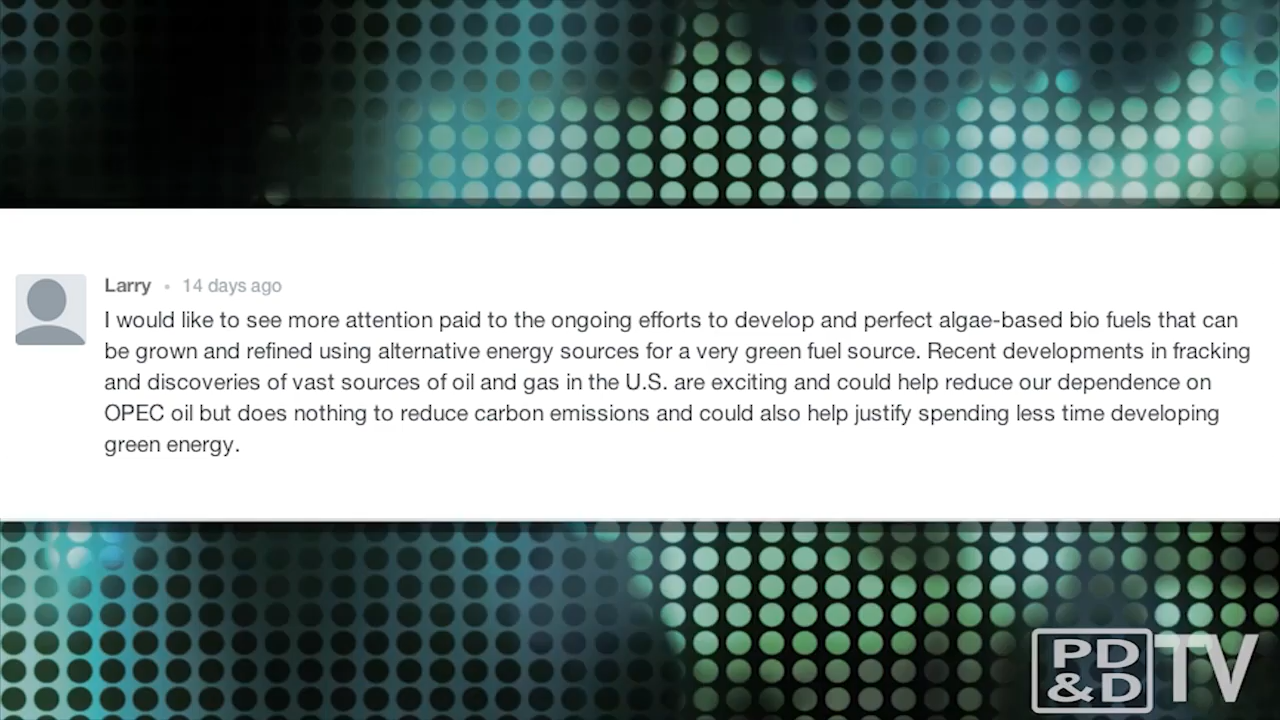 Larry • 14 days ago
I would like to see more attention paid to the ongoing efforts to develop and perfect algae-based bio fuels that can
be grown and refined using alternative energy sources for a very green fuel source. Recent developments in fracking
and discoveries of vast sources of oil and gas in the U.S. are exciting and could help reduce our dependence on
OPEC oil but does nothing to reduce carbon emissions and could also help justify spending less time developing
green energy.
PD
&D TV